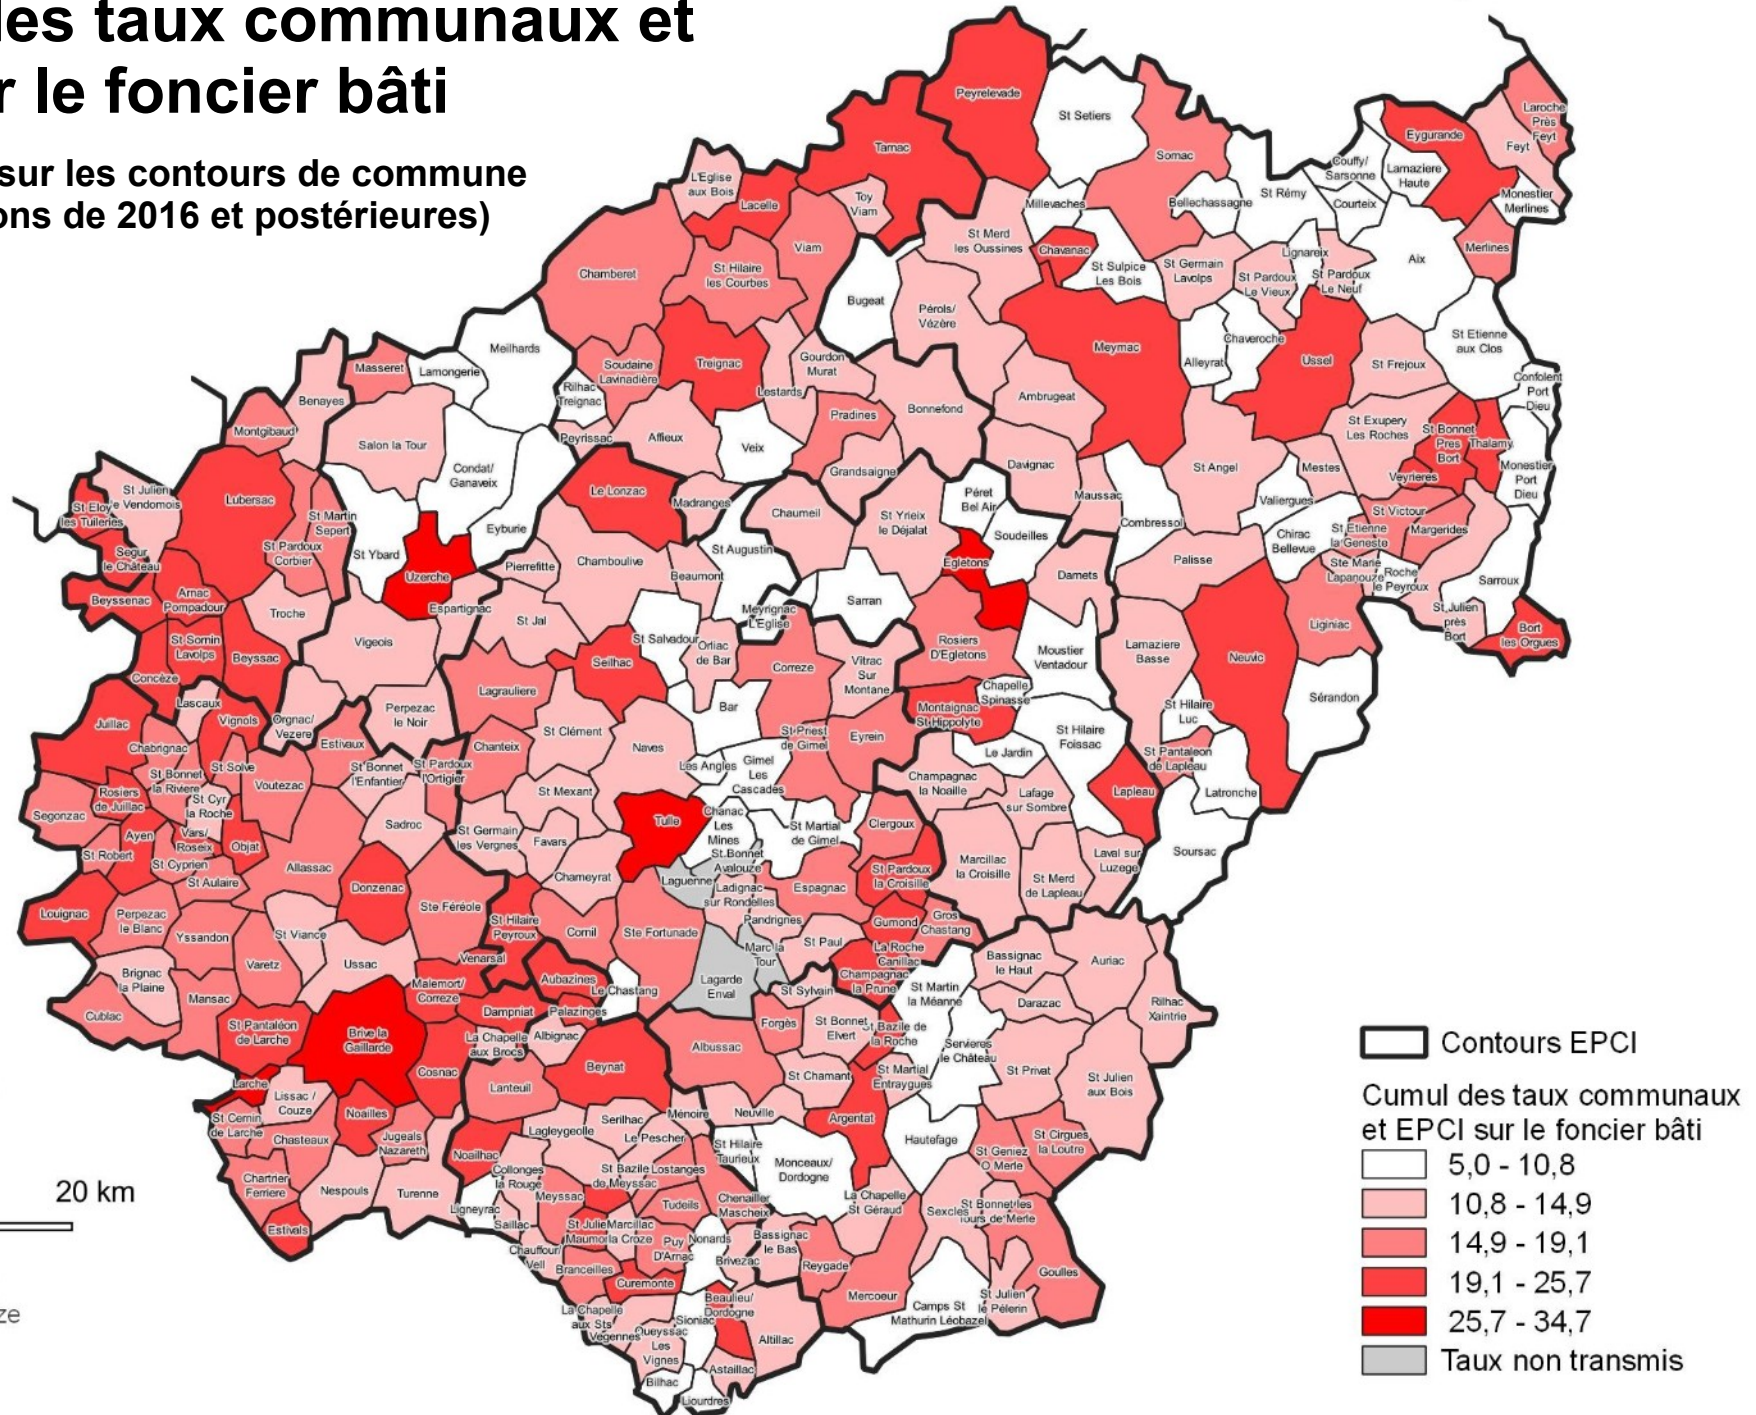 les taux communaux et
r le foncier bâti
sur les contours de commune
ons de 2016 et postérieures)
Peyrelevade
St Setiers
Laroche
Près
Feyt
Feyt
Eygurande
Tarnac
Sornac
Couffy/
Sarsonne
Lamaziere
Haute
L'Eglise
aux Bois
Lacelle
Toy
Viam
Millevaches
Bellechassagne
St Rémy
Courteix
Monestier
Merlines
Viam
St Merd
les Oussines
Chavanac
St Sulpice
Les Bois
St Germain
Lavolps
Lignareix
St Pardoux
Le Vieux
St Pardoux
Le Neuf
Aix
Merlines
Chamberet
St Hilaire
les Courbes
Bugeat
Pérols/
Vézère
Meymac
Alleyrat
Chaveroche
Ussel
St Frejoux
St Etienne
aux Clos
Confolent
Port
Dieu
Meilhards
Masseret
Lamongerie
Rilhac
Treignac
Soudaine
Lavinadière
Treignac
Lestards
Gourdon
Murat
Benayes
Montgibaud
Salon la Tour
Peyrissac
Affieux
Veix
Pradines
Bonnefond
Ambrugeat
St Exupery
Les Roches
St Bonnet
Pres
Bort
Thalamy
Veyrieres
Monestier
Port
Dieu
Condat/
Ganaveix
Grandsaigne
Davignac
Maussac
St Angel
Mestes
Valiergues
St Julien
le Vendomois
St Eloy
les Tuileries
Lubersac
St Martin
Sepert
St Ybard
Eyburie
Le Lonzac
Madranges
Chaumeil
St Yrieix
le Déjalat
Péret
Bel Air
Soudeilles
Combressol
Chirac
Bellevue
St Victour
St Etienne
la Geneste
Margerides
Segur
le Château
St Pardoux
Corbier
Uzerche
Pierrefitte
Chamboulive
Beaumont
St Augustin
Egletons
Darnets
Palisse
Ste Marie
Lapanouze
Roche
le Peyroux
Sarroux
Beyssenac
Arnac
Pompadour
Troche
Espartignac
St Jal
Meyrignac
L'Eglise
Sarran
St Julien
près
Bort
Bort
les Orgues
Liginiac
St Sornin
Lavolps
Beyssac
Vigeois
Seilhac
St Salvadour
Orliac
de Bar
Correze
Vitrac
Sur
Montane
Rosiers
D'Egletons
Moustier
Ventadour
Lamaziere
Basse
Neuvic
Sérandon
Concèze
Lascaux
Vignols
Perpezac
le Noir
Lagrauliere
Bar
Montaignac
St Hippolyte
Chapelle
Spinasse
St Hilaire
Luc
Juillac
Orgnac/
Vezere
Estivaux
Chabrignac
St Clément
Naves
St Priest
de Gimel
Eyrein
St Hilaire
Foissac
Le Jardin
Chanteix
St Pantaleon
de Lapleau
St Solve
Voutezac
St Bonnet
l'Enfantier
St Pardoux
l'Ortigier
Les Angles
Gimel
Les
Cascades
Champagnac
la Noaille
Lafage
sur Sombre
Lapleau
Latronche
St Bonnet
la Riviere
Rosiers
de Juillac
St Cyr
la Roche
St Mexant
Segonzac
Sadroc
St Germain
les Vergnes
Favars
Tulle
Chanac
Les
Mines
St Martial
de Gimel
Clergoux
Ayen
Vars/
Roseix
Objat
St Robert
St Cyprien
Allassac
Chameyrat
St Bonnet
Avalouze
Laguenne
Marcillac
la Croisille
Laval sur
Luzege
Soursac
St Aulaire
Donzenac
St Pardoux
la Croisille
St Merd
de Lapleau
Ladignac
sur Rondelles
Espagnac
Louignac
Perpezac
le Blanc
Ste Féréole
St Hilaire
Peyroux
Pandrignes
Gumond
Gros
Chastang
Yssandon
St Viance
Cornil
Ste Fortunade
St Paul
La Roche
Canillac
Marc la
Tour
Varetz
Ussac
Venarsal
Bassignac
le Haut
Auriac
Brignac
la Plaine
Mansac
Malemort/
Correze
Aubazines
Le Chastang
Lagarde
Enval
Champagnac
la Prune
St Sylvain
St Martin
la Méanne
Darazac
Rilhac
Xaintrie
Cublac
Dampniat
Palazinges
St Pantaléon
de Larche
Brive la
Gaillarde
La Chapelle
aux Brocs
Albignac
Forgès
St Bonnet
Elvert
St Bazile de
la Roche
Albussac
Servieres
le Château
Contours EPCI
Cosnac
Lanteuil
Beynat
St Chamant
St Martial
Entraygues
St Privat
St Julien
aux Bois
Larche
Lissac /
Couze
Cumul des taux communaux
et EPCI sur le foncier bâti
St Cernin
de Larche
Noailles
Chasteaux
Jugeals
Nazareth
Serilhac
Ménoire
Neuville
Argentat
Hautefage
St Cirgues
la Loutre
Lagleygeolle
Le Pescher
St Hilaire
Taurieux
St Geniez
O Merle
5,0 - 10,8
Noailhac
Collonges
la Rouge
St Bazile
de Meyssac
Lostanges
Monceaux/
Dordogne
20 km
Chartrier
Ferriere
Nespouls
Turenne
Meyssac
Tudeils
Chenailler
Mascheix
La Chapelle
St Géraud
Sexcles
St Bonnet les
tours de Merle
10,8 - 14,9
Ligneyrac
Saillac
Estivals
St Julie
Maumor
Marcillac
la Croze
Puy
D'Arnac
Nonards
Bassignac
le Bas
14,9 - 19,1
Chauffour/
Vell
Branceilles
Brivezac
Reygade
Goulles
Curemonte
19,1 - 25,7
Mercoeur
Camps St
Mathurin Léobazel
St Julien
le Pélerin
La Chapelle
aux Sts
Vegennes
Queyssac
Les
Vignes
Sioniac
Beaulieu/
Dordogne
Altillac
ze
25,7 - 34,7
Astaillac
Bilhac
Liourdres
Taux non transmis